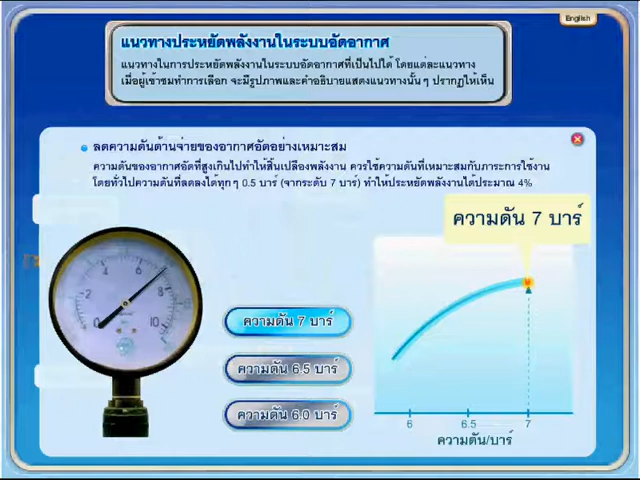 English
แนวทางประหยัดพลังงานในระบบอัดอากาศ
แนวทางในการประหยัดพลังงานในระบบอัดอากาศที่เป็นไปได้ โดยแต่ละแนวทาง
เมื่อผู้เข้าชมทำการเลือก จะมีรูปภาพและคำอธิบายแสดงแนวทางนั้น ๆ ปรากฏให้เห็น
ลดความดันด้านจ่ายของอากาศอัดอย่างเหมาะสม
ความดันของอากาศอัดที่สูงเกินไปทำให้สิ้นเปลืองพลังงาน ควรใช้ความดันที่เหมาะสมกับภาระการใช้งาน
โดยทั่วไปความดันที่ลดลงได้ทุก ๆ 0.5 บาร์ (จากระดับ 7 บาร์) ทำให้ประหยัดพลังงานได้ประมาณ 4%
ความดัน 7 บาร์
0 2 4 6 10
ความดัน 7 บาร์
ความดัน 6.5 บาร์
ความดัน 6.0 บาร์
6 6.5 7
ความดัน/บาร์